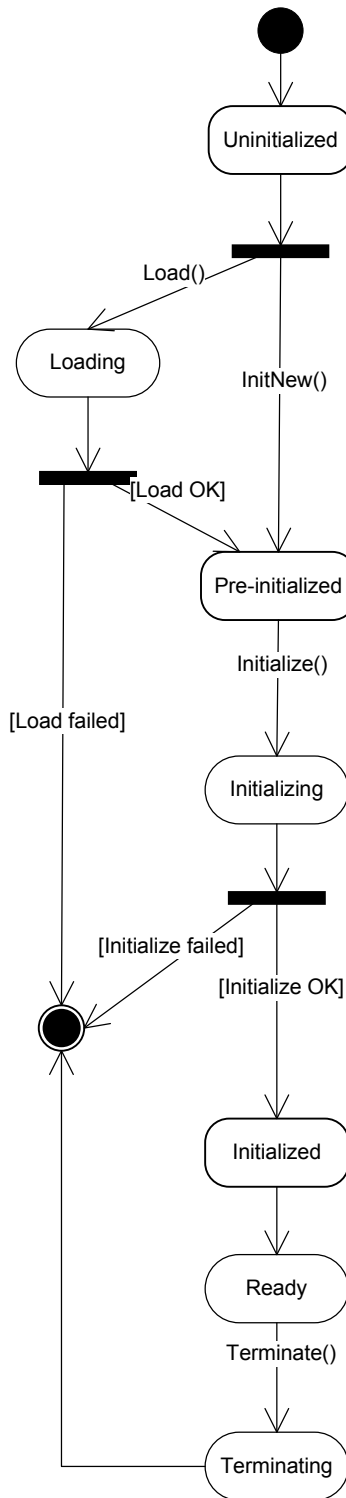 Uninitialized
Load()
Loading
InitNew()
[Load OK]
Pre-initialized
Initialize()
[Load failed]
Initializing
[Initialize failed]
[Initialize OK]
Initialized
Ready
Terminate()
Terminating